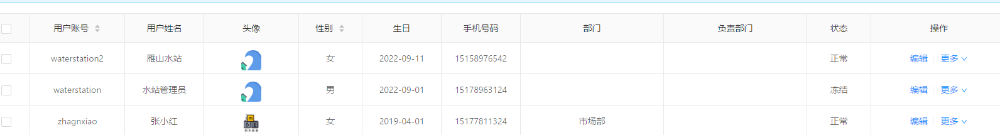 用户账号 用户姓名 头像 性别 生日 手机号码 部门 负责部门 状态 操作
waterstation2 雁山水站 女 2022-09-11 15158976542 正常 编辑 更多
waterstation 水站管理员 男 2022-09-01 15178963124 冻结 编辑 更多
zhagnxiao 张小红 女 2019-04-01 15177811324 市场部 正常 编辑 更多